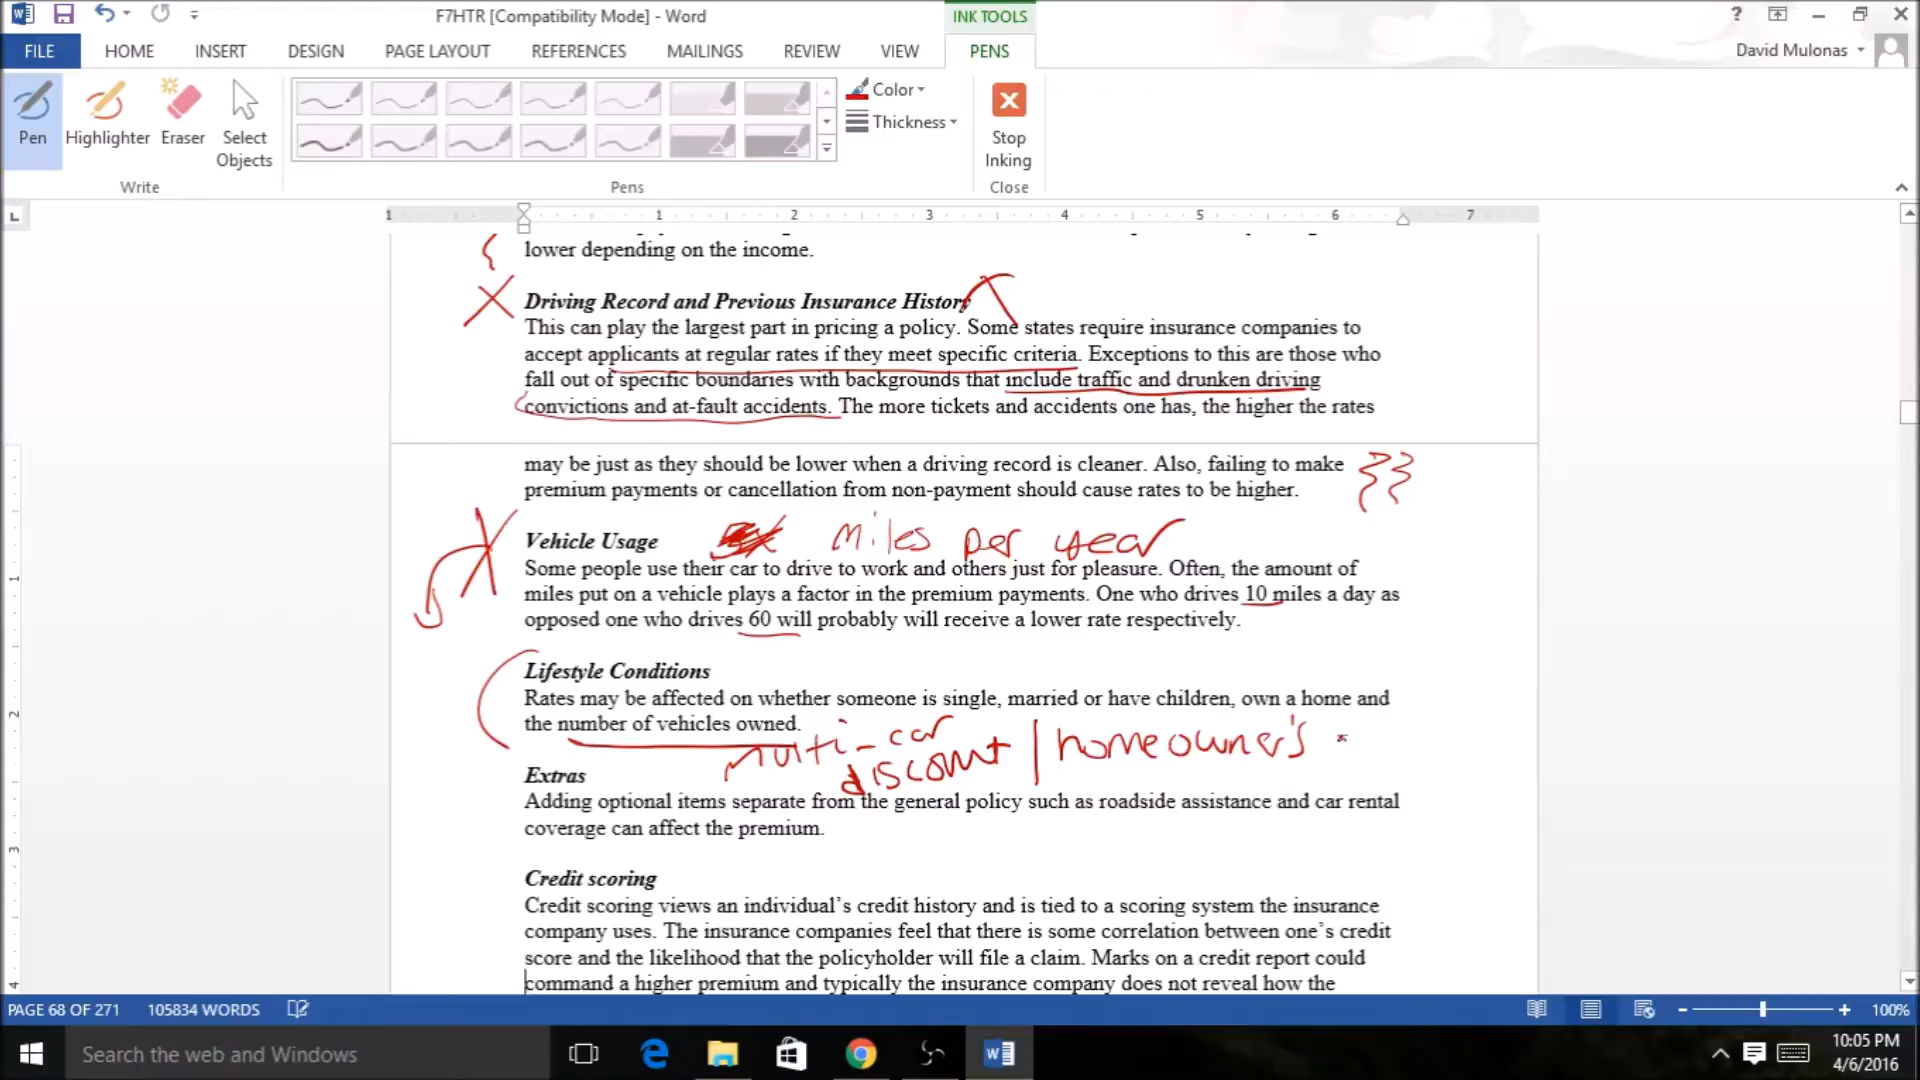 F7HTR [Compatibility Mode] - Word
INK TOOLS
?
FILE HOME INSERT DESIGN PAGE LAYOUT REFERENCES MAILINGS REVIEW VIEW PENS
David Mulonas
Pen
Highlighter
Eraser
Select Objects
Color
Thickness
Stop Inking
Write
Pens
Close
1 1 2 3 4 5 6 7
lower depending on the income.
Driving Record and Previous Insurance History
This can play the largest part in pricing a policy. Some states require insurance companies to
accept applicants at regular rates if they meet specific criteria. Exceptions to this are those who
fall out of specific boundaries with backgrounds that include traffic and drunken driving
convictions and at-fault accidents. The more tickets and accidents one has, the higher the rates
may be just as they should be lower when a driving record is cleaner. Also, failing to make
premium payments or cancellation from non-payment should cause rates to be higher.
Vehicle Usage miles per year
Some people use their car to drive to work and others just for pleasure. Often, the amount of
miles put on a vehicle plays a factor in the premium payments. One who drives 10 miles a day as
opposed one who drives 60 will probably will receive a lower rate respectively.
Lifestyle Conditions
Rates may be affected on whether someone is single, married or have children, own a home and
the number of vehicles owned.
multi-car discount | homeowner's
Extras
Adding optional items separate from the general policy such as roadside assistance and car rental
coverage can affect the premium.
Credit scoring
Credit scoring views an individual's credit history and is tied to a scoring system the insurance
company uses. The insurance companies feel that there is some correlation between one's credit
score and the likelihood that the policyholder will file a claim. Marks on a credit report could
command a higher premium and typically the insurance company does not reveal how the
1
2
3
4
PAGE 68 OF 271 105834 WORDS 100%
Search the web and Windows
10:05 PM
4/6/2016